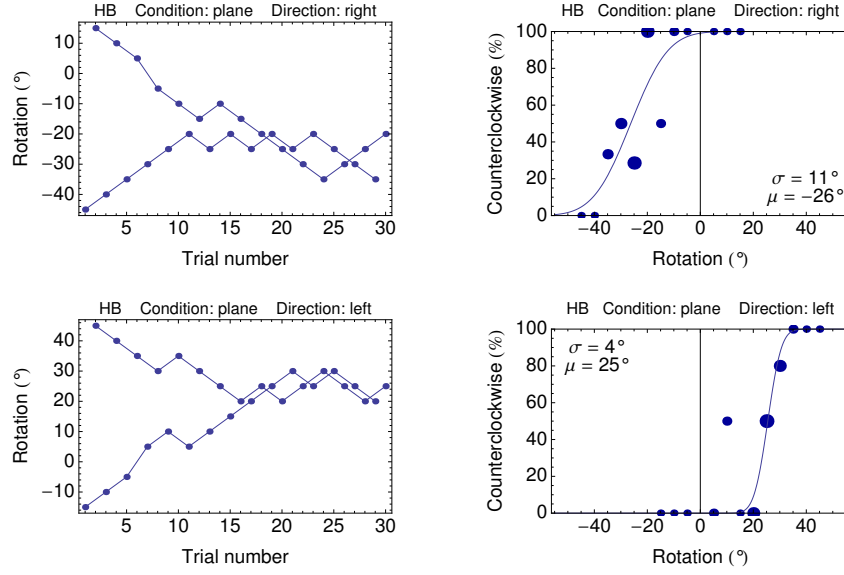 HB Condition: plane Direction: right
Rotation (°)
10
0
−10
−20
−30
−40
5 10 15 20 25 30
Trial number
HB Condition: plane Direction: right
Counterclockwise (%)
100
80
60
40
20
0
σ = 11°
μ = −26°
−40 −20 0 20 40
Rotation (°)
HB Condition: plane Direction: left
Rotation (°)
40
30
20
10
0
−10
5 10 15 20 25 30
Trial number
HB Condition: plane Direction: left
Counterclockwise (%)
100
80
60
40
20
0
σ = 4°
μ = 25°
−40 −20 0 20 40
Rotation (°)